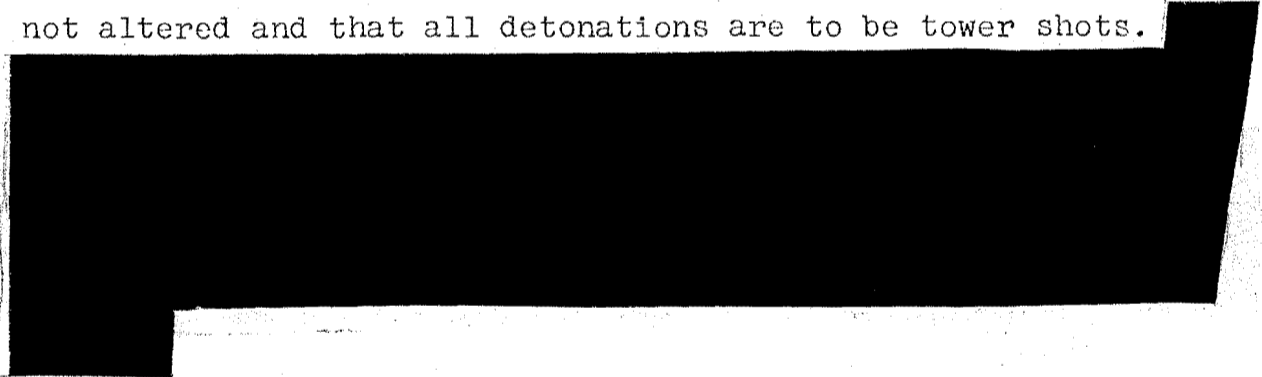 not altered and that all detonations are to be tower shots.